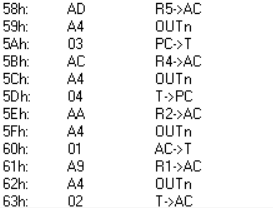 58h: AD R5->AC
59h: A4 OUTn
5Ah: 03 PC->T
5Bh: AC R4->AC
5Ch: A4 OUTn
5Dh: 04 T->PC
5Eh: AA R2->AC
5Fh: A4 OUTn
60h: 01 AC->T
61h: A9 R1->AC
62h: A4 OUTn
63h: 02 T->AC